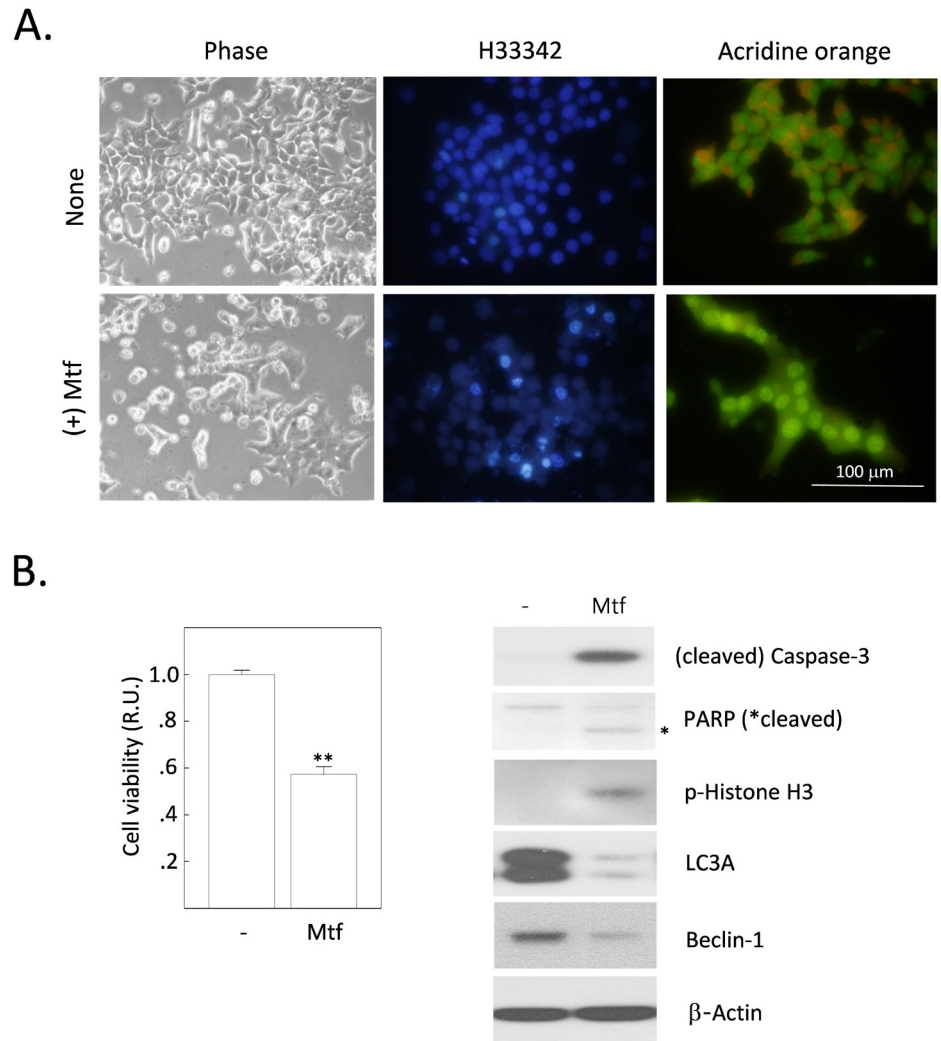 A.
Phase H33342 Acridine orange
None
(+) Mtf
100 μm
B.
Cell viability (R.U.)
1.0
.8
.6
.4
.2
**
- Mtf
- Mtf
(cleaved) Caspase-3
PARP (*cleaved)
*
p-Histone H3
LC3A
Beclin-1
β-Actin